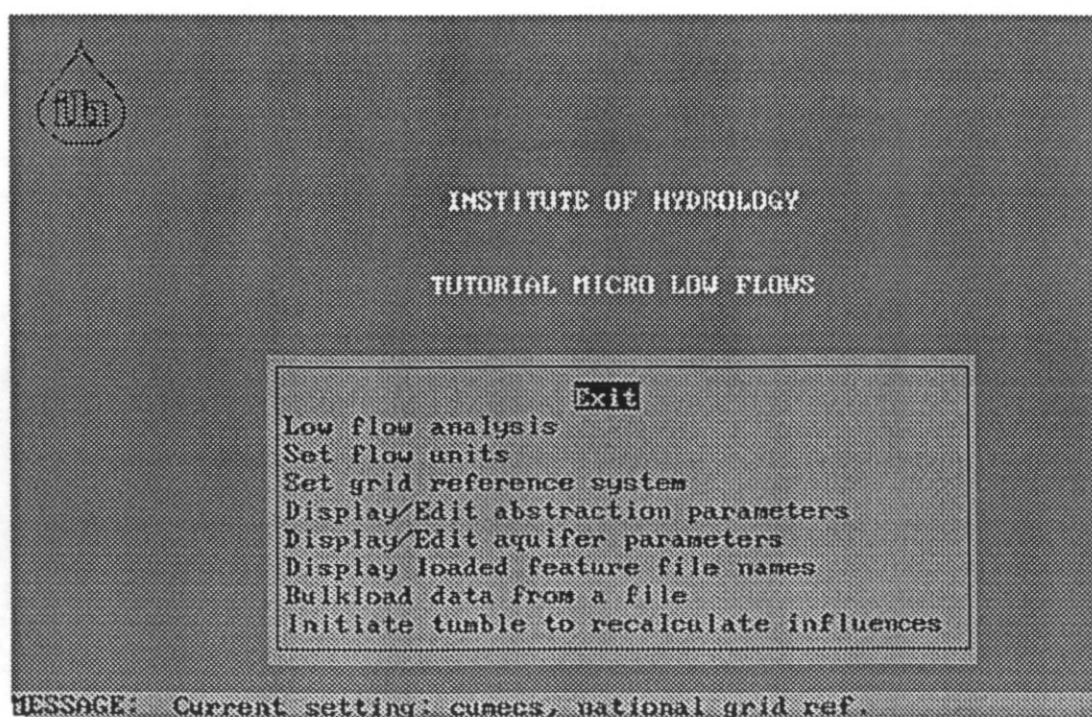 ih
INSTITUTE OF HYDROLOGY
TUTORIAL MICRO LOW FLOWS
Exit
Low flow analysis
Set flow units
Set grid reference system
Display/Edit abstraction parameters
Display/Edit aquifer parameters
Display loaded feature file names
Bulkload data from a file
Initiate tumble to recalculate influences
MESSAGE: Current setting: cumecs, national grid ref.